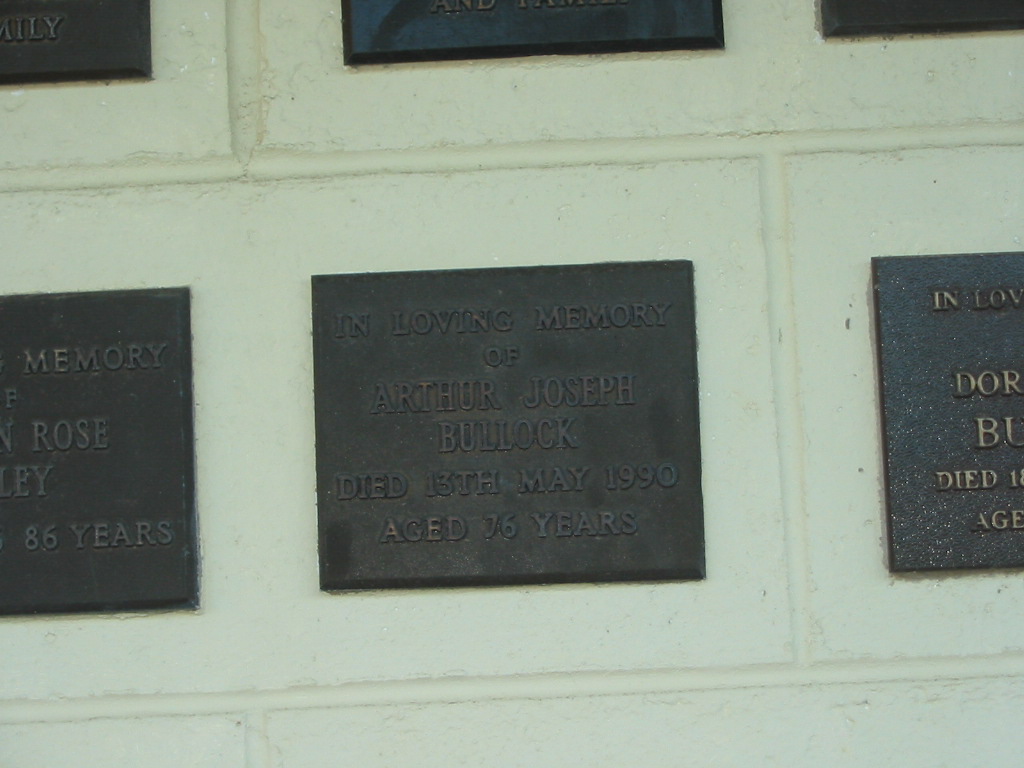 MILY
AND FAMILY
MEMORY
F
N ROSE
LEY
86 YEARS
IN LOVING MEMORY
OF
ARTHUR JOSEPH
BULLOCK
DIED 13TH MAY 1990
AGED 76 YEARS
IN LOV
DOR
BU
DIED 18
AGE